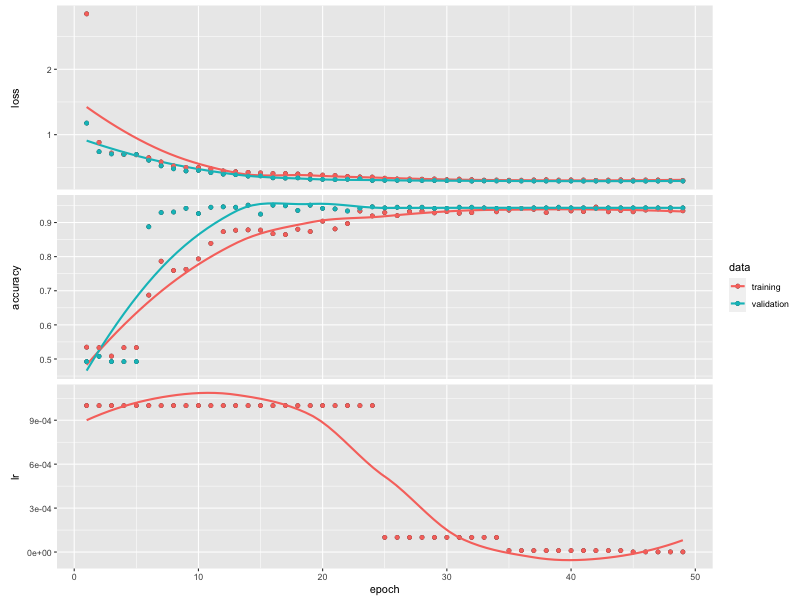 loss
2
1
accuracy
0.9
0.8
0.7
0.6
0.5
lr
9e-04
6e-04
3e-04
0e+00
0 10 20 30 40 50
epoch
data
training
validation